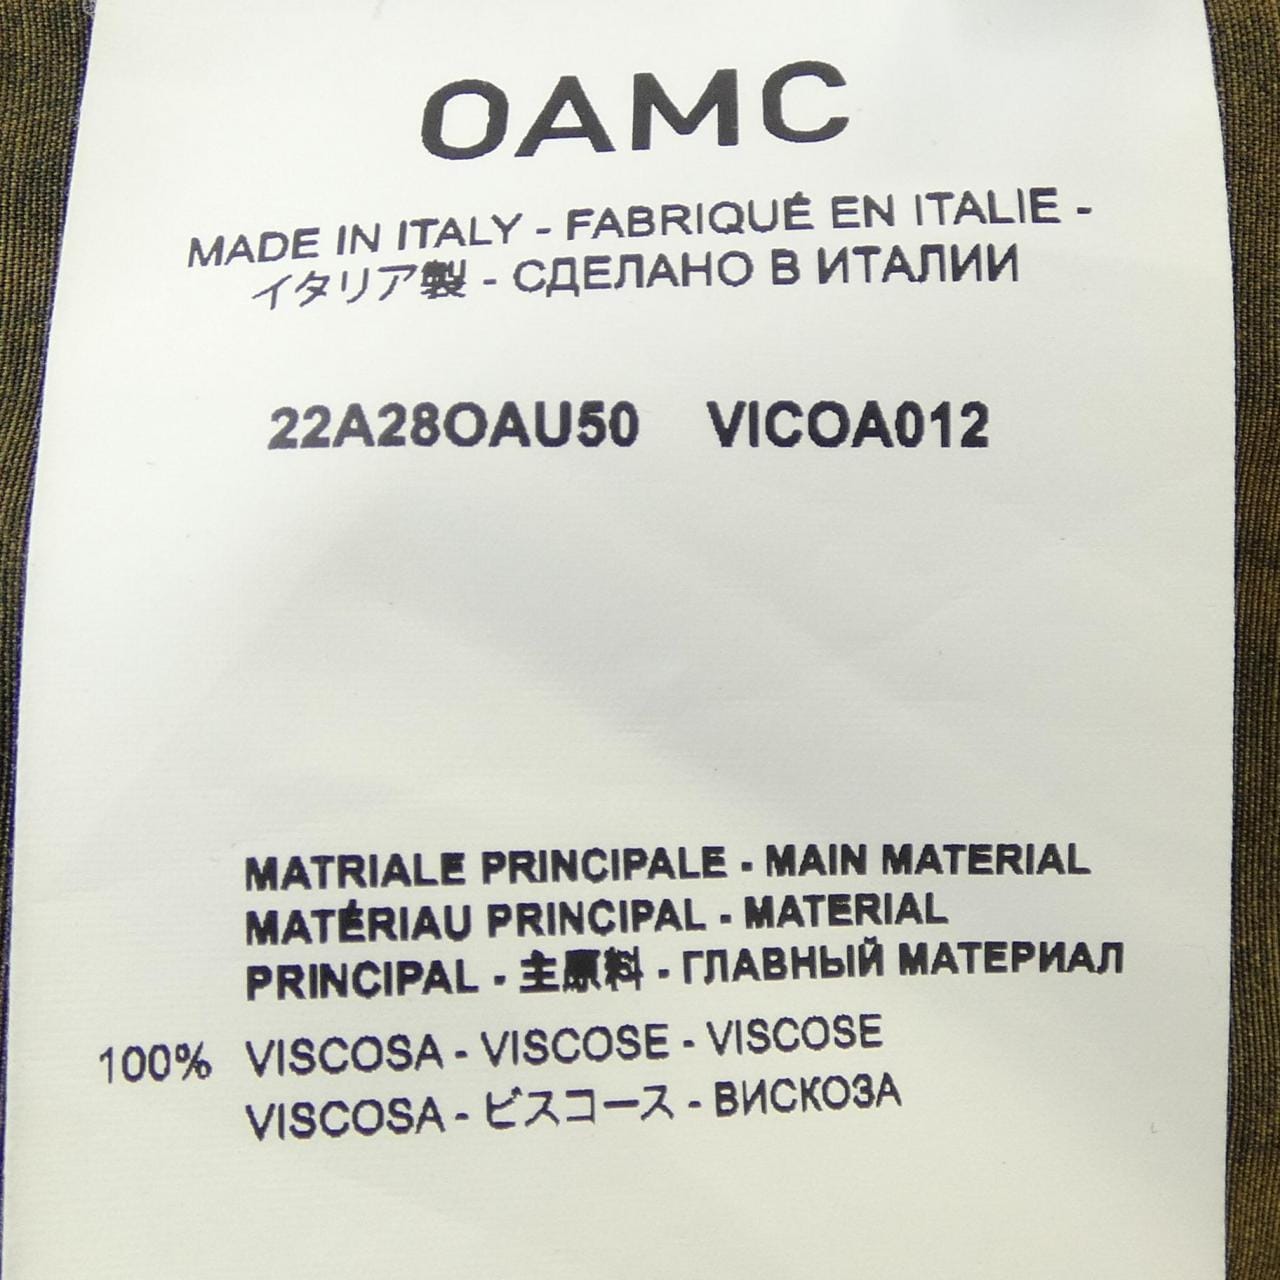 OAMC
MADE IN ITALY - FABRIQUÉ EN ITALIE -
イタリア製 - СДЕЛАНО В ИТАЛИИ
22A28OAU50 VICOA012
MATRIALE PRINCIPALE - MAIN MATERIAL
MATÉRIAU PRINCIPAL - MATERIAL
PRINCIPAL - 主原料 - ГЛАВНЫЙ МАТЕРИАЛ
100% VISCOSA - VISCOSE - VISCOSE
VISCOSA - ビスコース - ВИСКОЗА